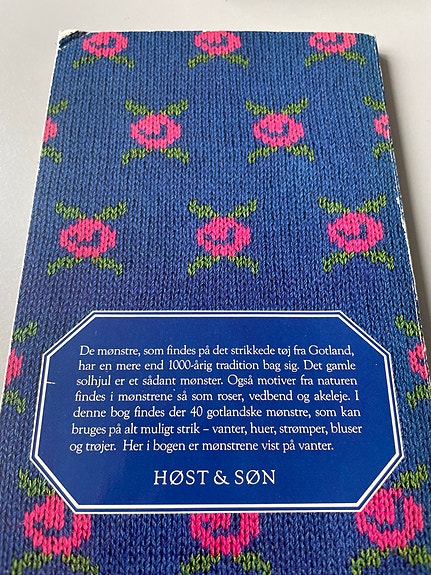 De mønstre, som findes på det strikkede tøj fra Gotland,
har en mere end 1000-årig tradition bag sig. Det gamle
solhjul er et sådant mønster. Også motiver fra naturen
findes i mønstrene så som roser, vedbend og akeleje. I
denne bog findes der 40 gotlandske mønstre, som kan
bruges på alt muligt strik – vanter, huer, strømper, bluser
og trøjer. Her i bogen er mønstrene vist på vanter.
HØST & SØN